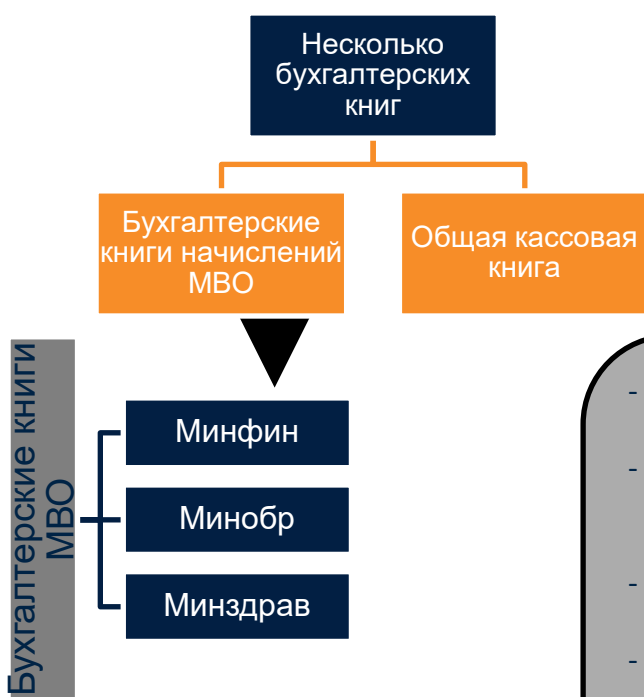 Несколько
бухгалтерских
книг
Бухгалтерские
книги начислений
МВО
Общая кассовая
книга
Бухгалтерские книги
МВО
Минфин
Минобр
Минздрав
-
-
-
-